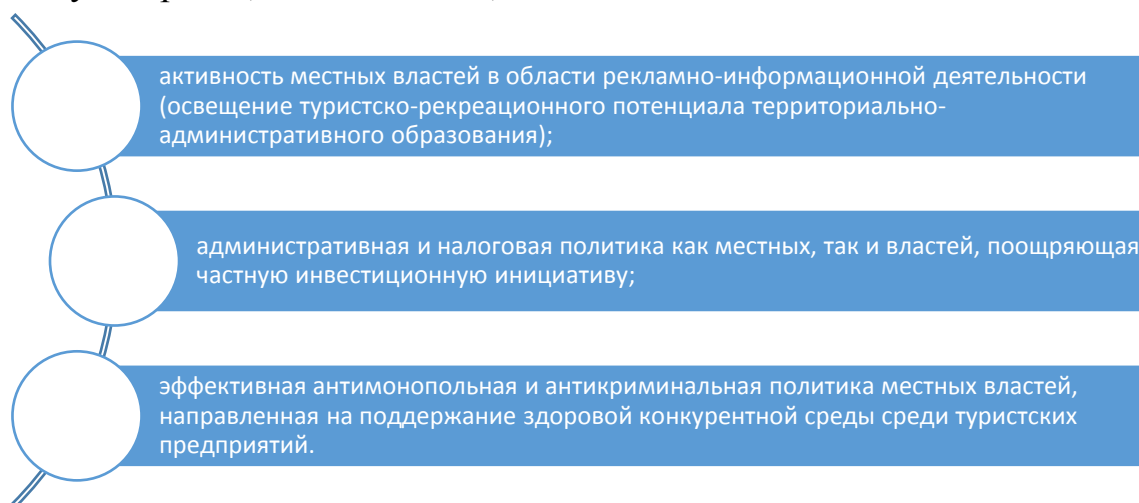 активность местных властей в области рекламно-информационной деятельности
(освещение туристско-рекреационного потенциала территориально-
административного образования);
административная и налоговая политика как местных, так и властей, поощряющая
частную инвестиционную инициативу;
эффективная антимонопольная и антикриминальная политика местных властей,
направленная на поддержание здоровой конкурентной среды среди туристских
предприятий.